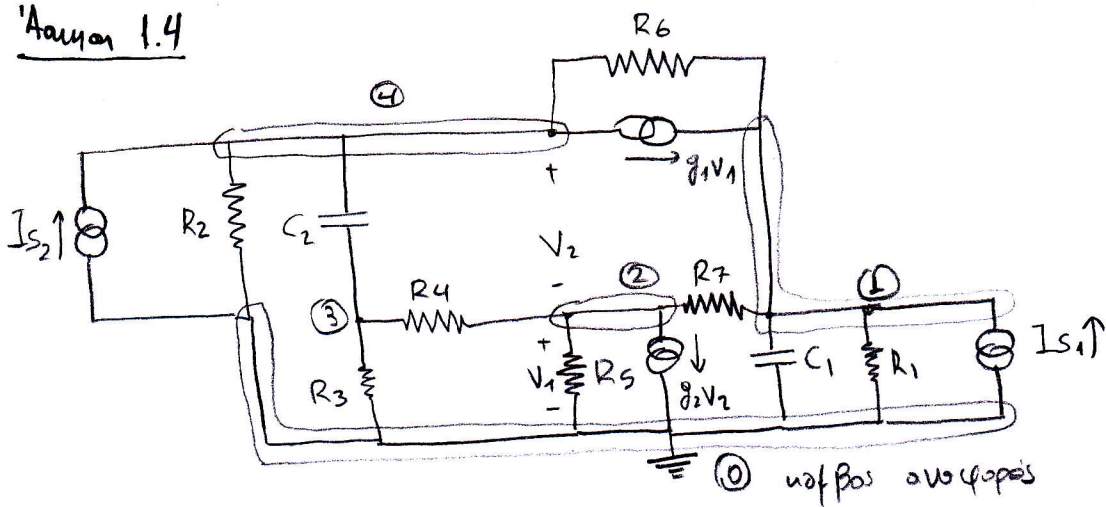 Άσκηση 1.4
R6
④
+
g₁V₁
Is₂
R2
C2
V₂
-
②
R7
③
R4
①
+
R3
V₁
R5
g₂V₂
C₁
R₁
Is₁
-
⓪ κόμβος αναφοράς